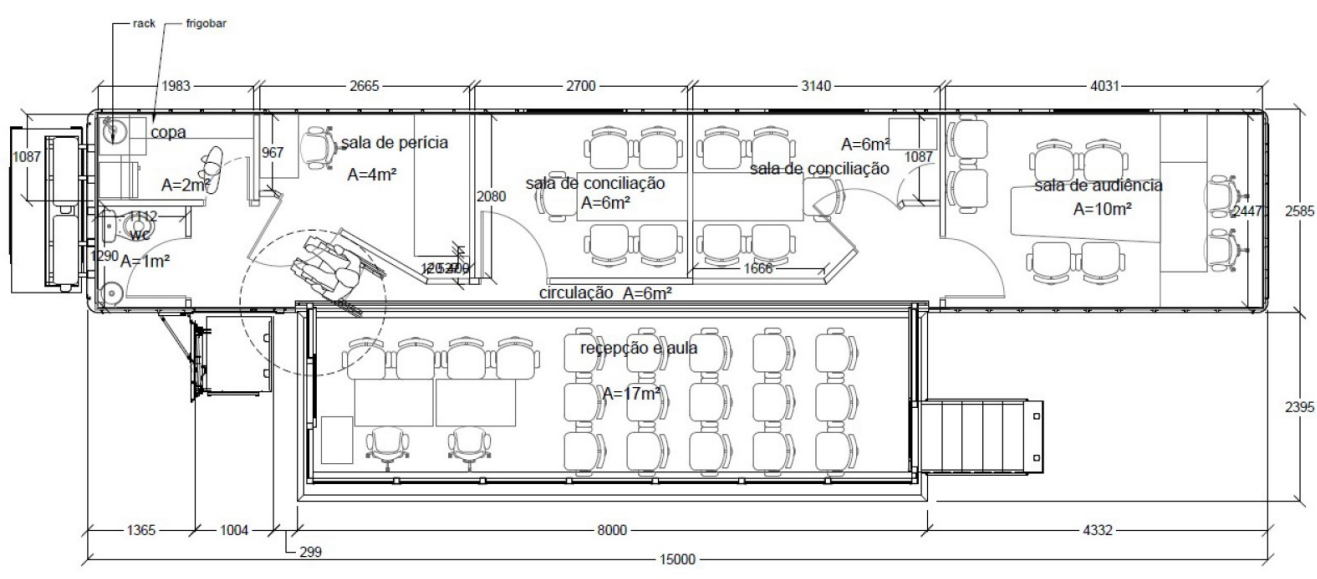 rack frigobar
1983 2665 2700 3140 4031
copa
sala de perícia
A=6m²
1087
967
1087
A=4m²
sala de conciliação
A=2m²
sala de conciliação
sala de audiência
2080
A=6m²
A=10m²
1112
2447
2585
wc
1290
A=1m²
1666
circulação A=6m²
recepção e aula
A=17m²
2395
1365 1004 8000 4332
299
15000